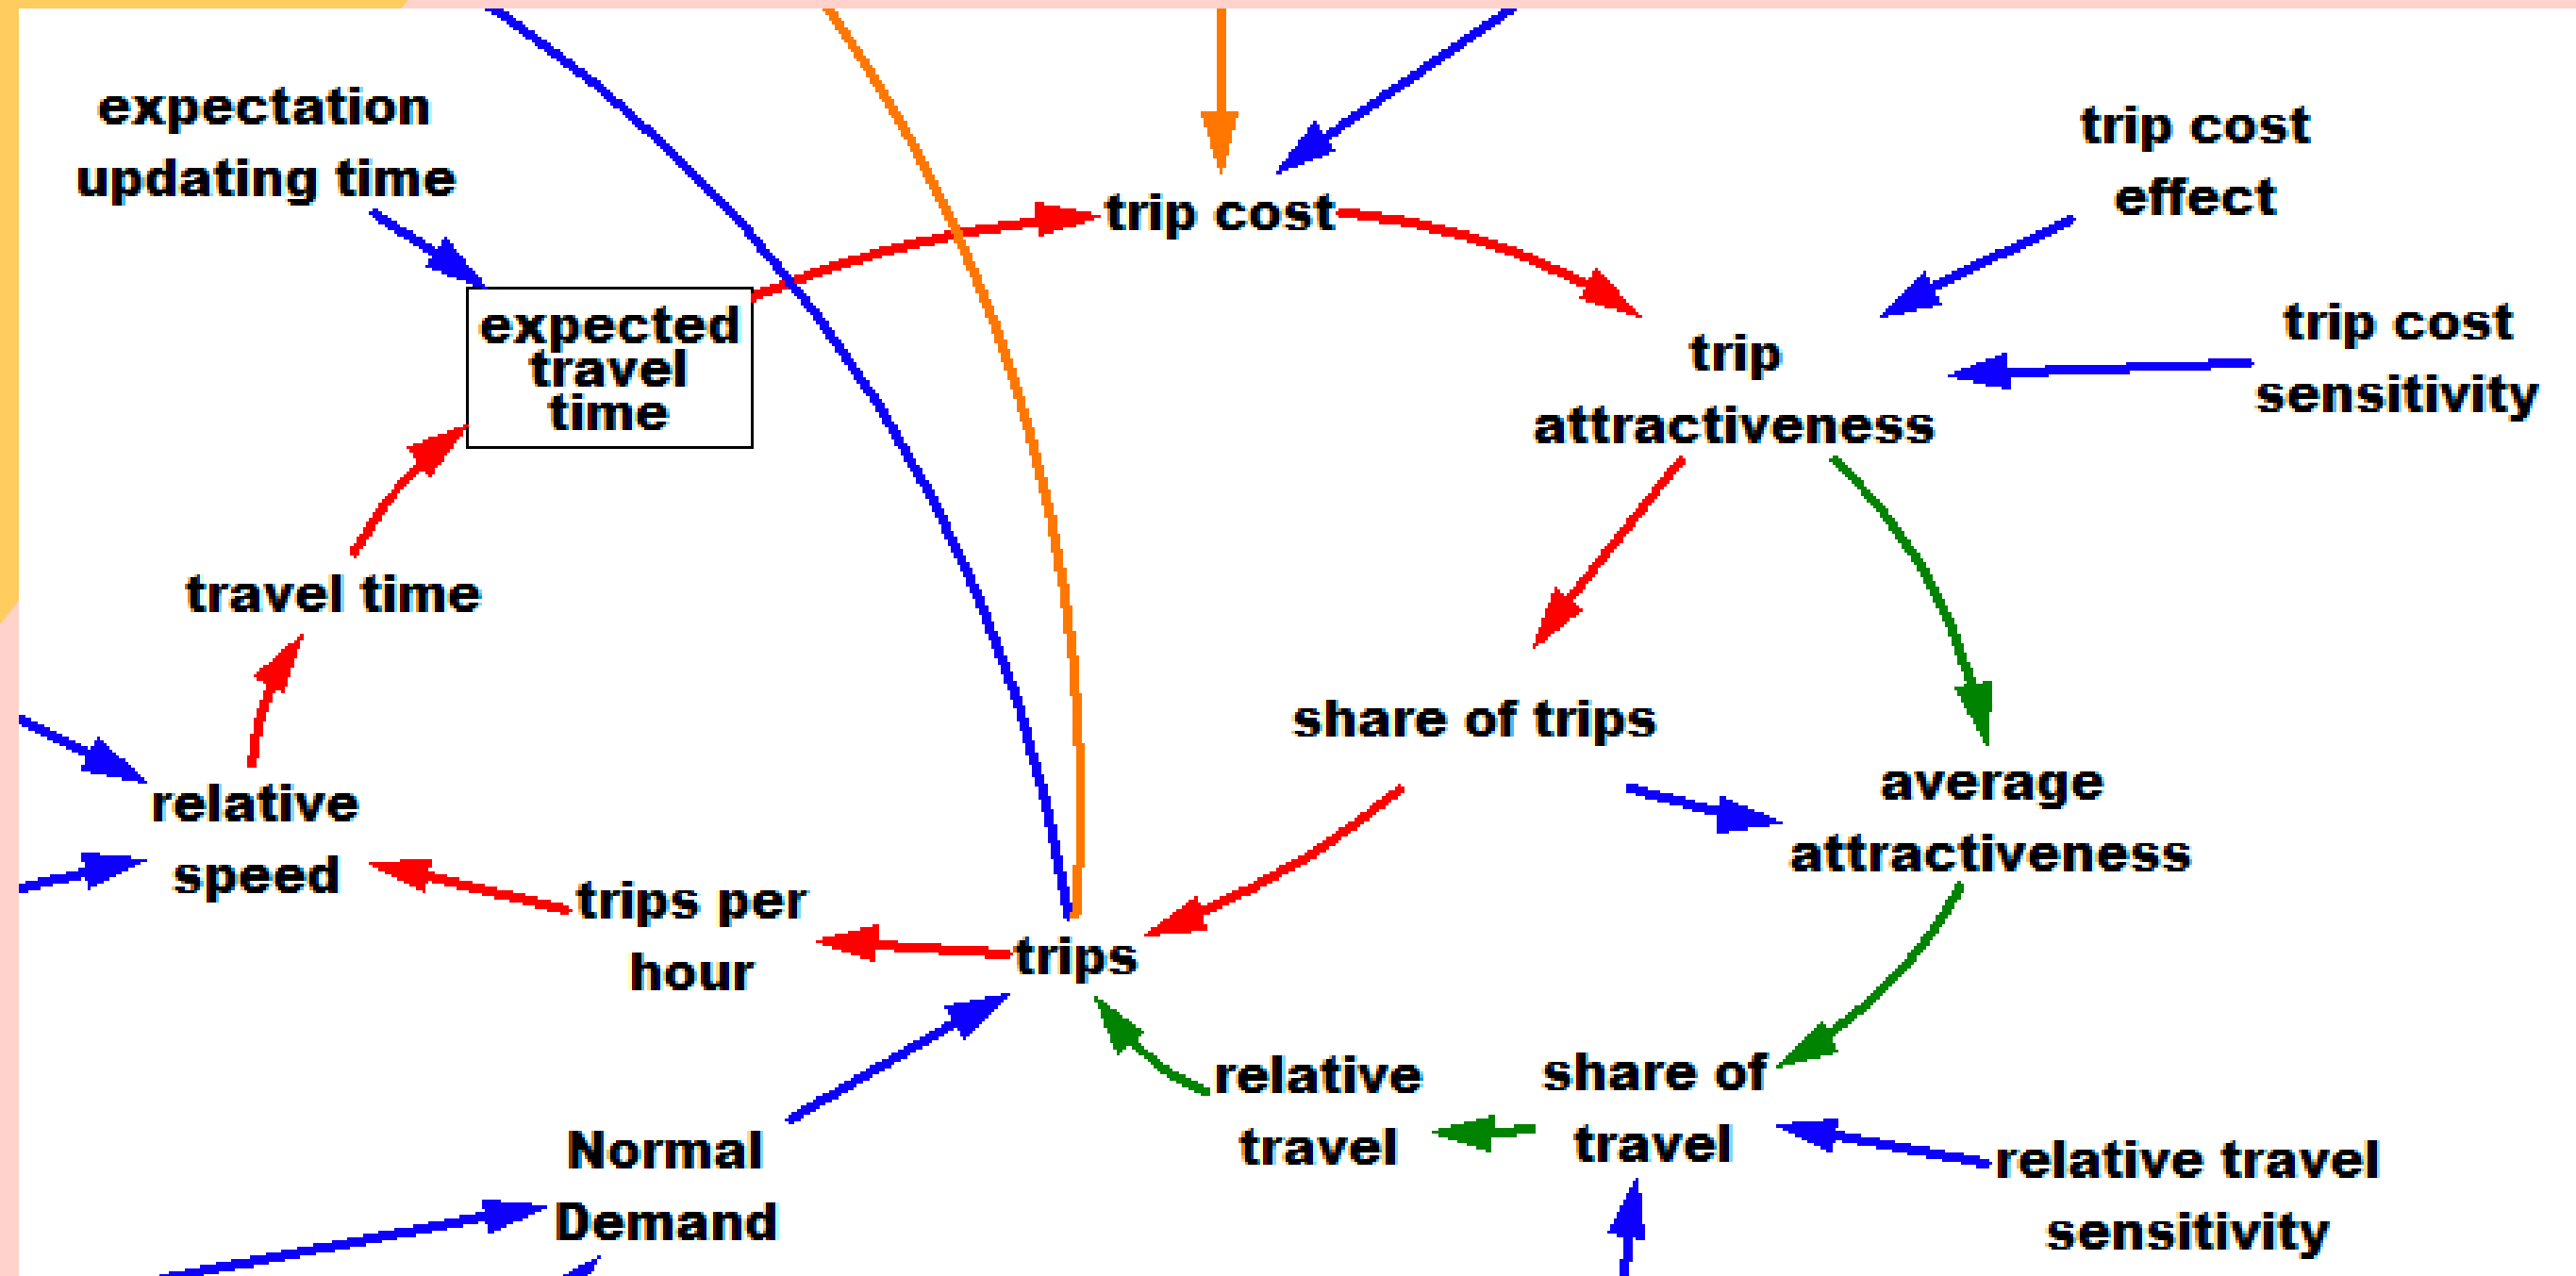 expectation
updating time
trip cost
effect
trip cost
trip cost
sensitivity
expected
travel
time
trip
attractiveness
travel time
share of trips
relative
speed
average
attractiveness
trips per
hour
trips
relative
travel
share of
travel
Normal
Demand
relative travel
sensitivity